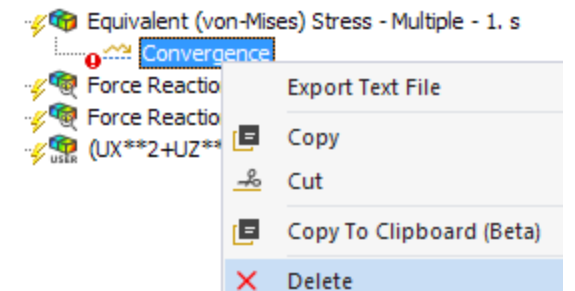 Equivalent (von-Mises) Stress - Multiple - 1. s
Convergence
Force Reactio
Export Text File
Force Reactio
Copy
USER (UX**2+UZ**
Cut
Copy To Clipboard (Beta)
Delete